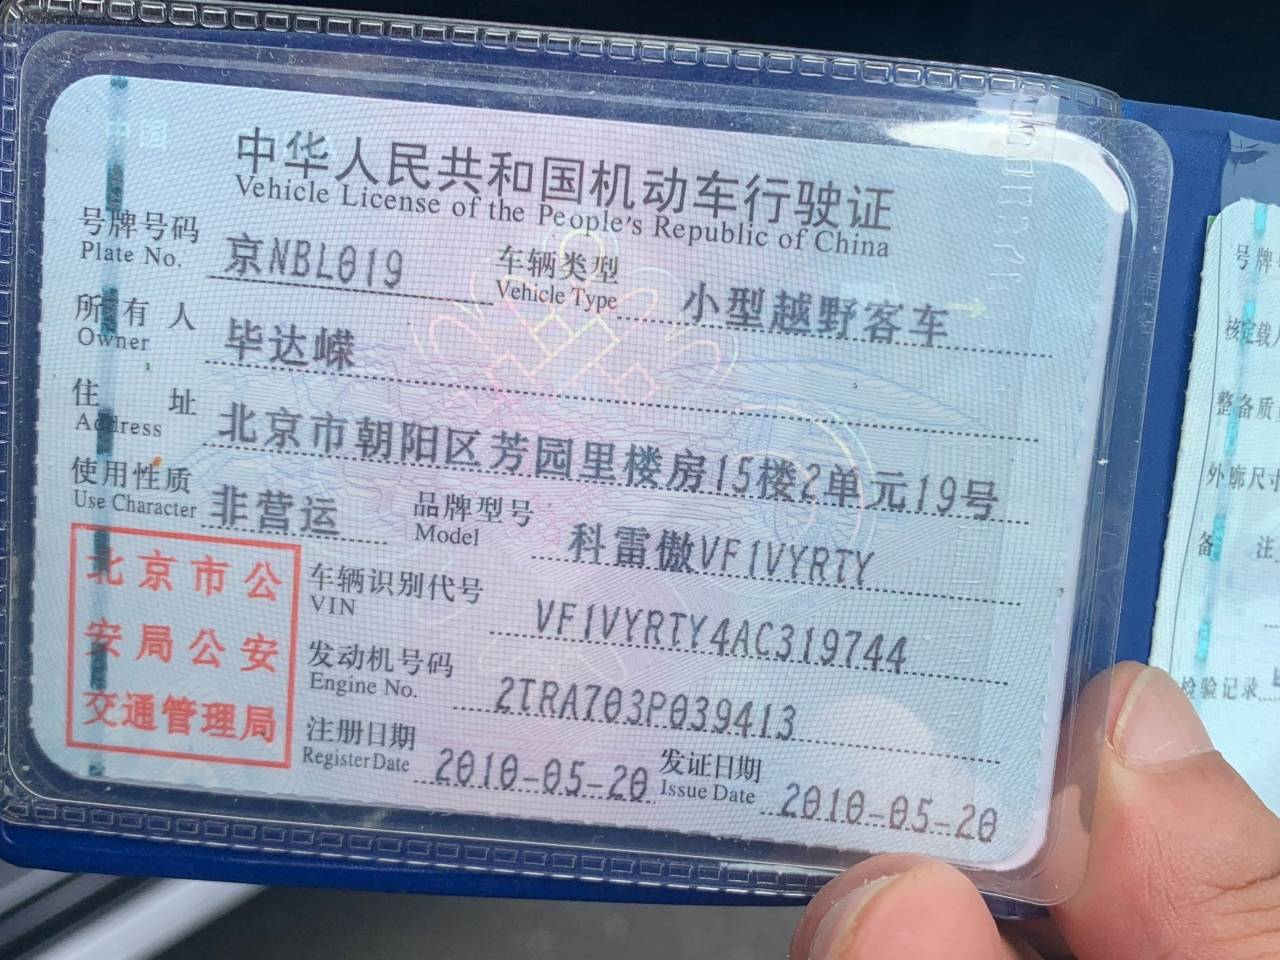 中华人民共和国机动车行驶证
Vehicle License of the People's Republic of China
号牌号码 京NBL019 车辆类型 小型越野客车
Plate No. Vehicle Type
所有人 毕达嵘
Owner
住址 北京市朝阳区芳园里楼房15楼2单元19号
Address
使用性质 非营运 品牌型号 科雷傲VF1VYRTY
Use Character Model
北京市公
安局公安
交通管理局
车辆识别代号 VF1VYRTY4AC319744
VIN
发动机号码 2TRA703P039413
Engine No.
注册日期 2010-05-20 发证日期 2010-05-20
Register Date Issue Date
号牌
核定载人
整备质
外廓尺寸
备注
检验记录